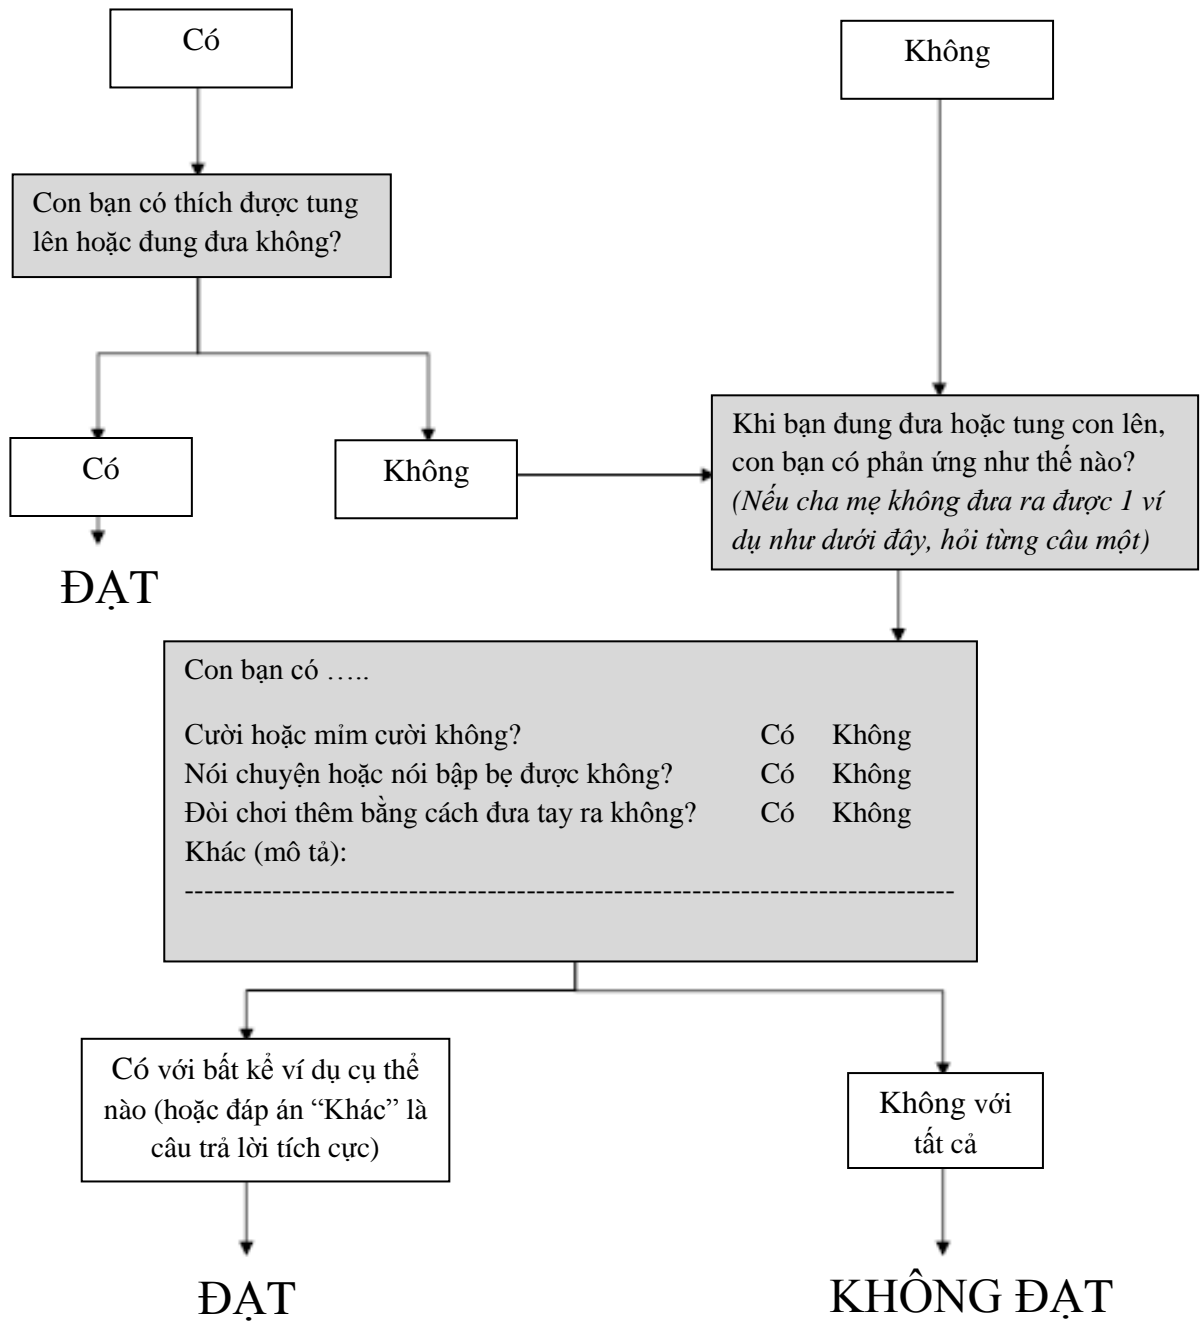 Có
Không
Con bạn có thích được tung
lên hoặc đung đưa không?
Có
Không
Khi bạn đung đưa hoặc tung con lên,
con bạn có phản ứng như thế nào?
(Nếu cha mẹ không đưa ra được 1 ví
dụ như dưới đây, hỏi từng câu một)
ĐẠT
Con bạn có …..
Cười hoặc mỉm cười không? Có Không
Nói chuyện hoặc nói bập bẹ được không? Có Không
Đòi chơi thêm bằng cách đưa tay ra không? Có Không
Khác (mô tả):
-------------------------------------------------------------------------------
Có với bất kể ví dụ cụ thể
nào (hoặc đáp án “Khác” là
câu trả lời tích cực)
Không với
tất cả
ĐẠT
KHÔNG ĐẠT